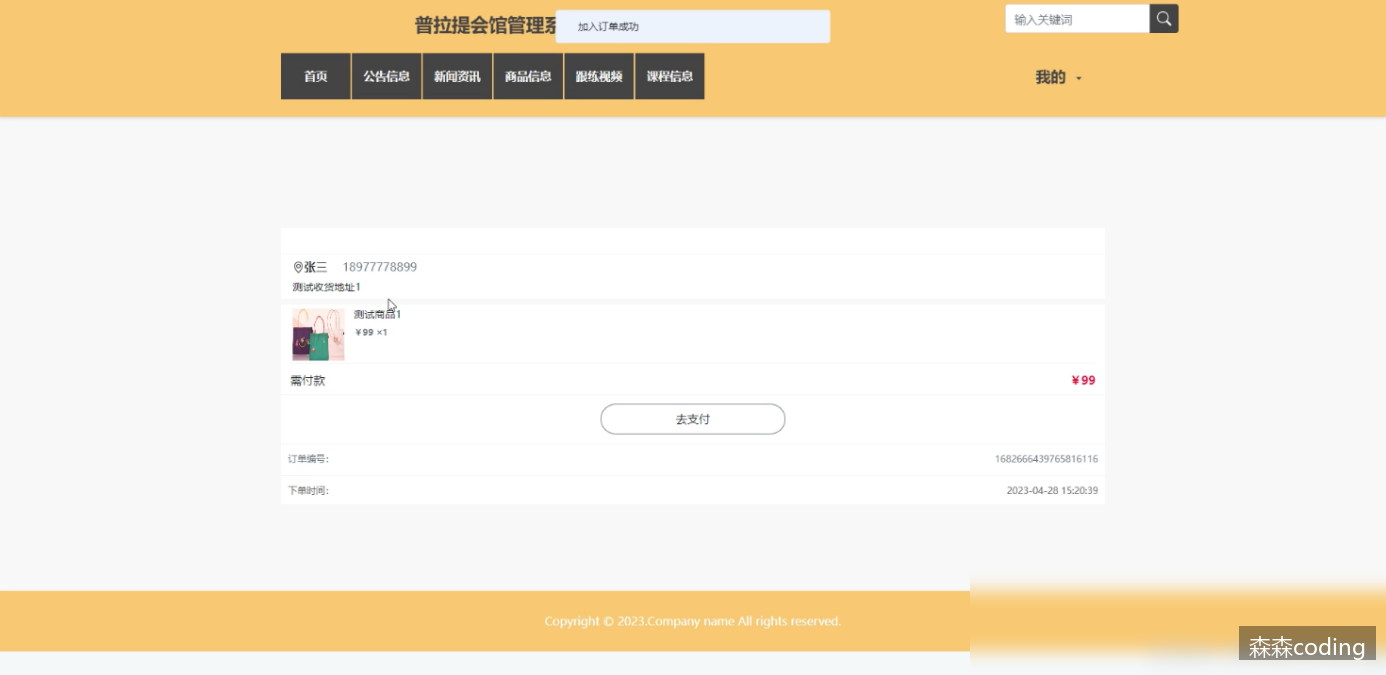 普拉提会馆管理系
加入订单成功
输入关键词
首页
公告信息
新闻资讯
商品信息
跟练视频
课程信息
我的
张三 18977778899
测试收货地址1
测试商品1
￥99 ×1
需付款
￥99
去支付
订单编号:
1682666439765816116
下单时间:
2023-04-28 15:20:39
Copyright © 2023.Company name All rights reserved.
森森coding